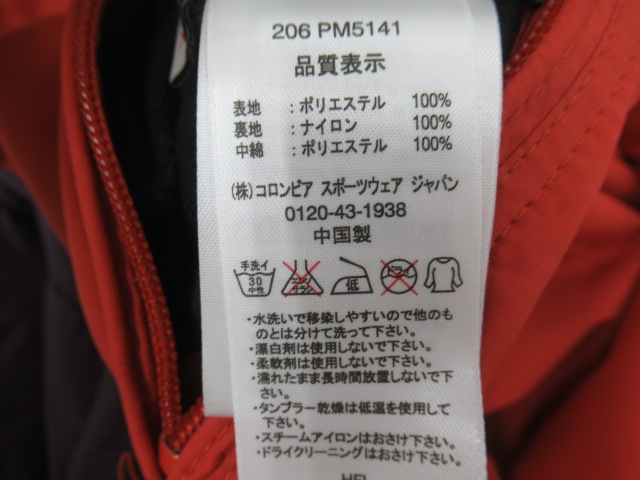 206 PM5141
品質表示
表地 : ポリエステル 100%
裏地 : ナイロン 100%
中綿 : ポリエステル 100%
(株)コロンビア スポーツウェア ジャパン
0120-43-1938
中国製
手洗イ 30 中性 エンソ サラシ 低 ドライ
・水洗いで移染しやすいので他のも
のとは分けて洗って下さい。
・漂白剤は使用しないで下さい。
・柔軟剤は使用しないで下さい。
・濡れたまま長時間放置しないで下
さい。
・タンブラー乾燥は低温を使用して
下さい。
・スチームアイロンはおさけ下さい。
・ドライクリーニングはおさけ下さい。